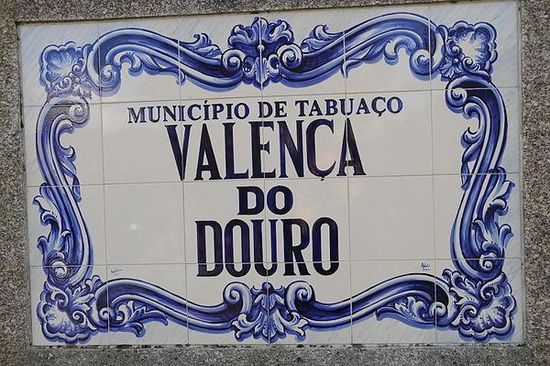 MUNICÍPIO DE TABUAÇO
VALENÇA
DO
DOURO